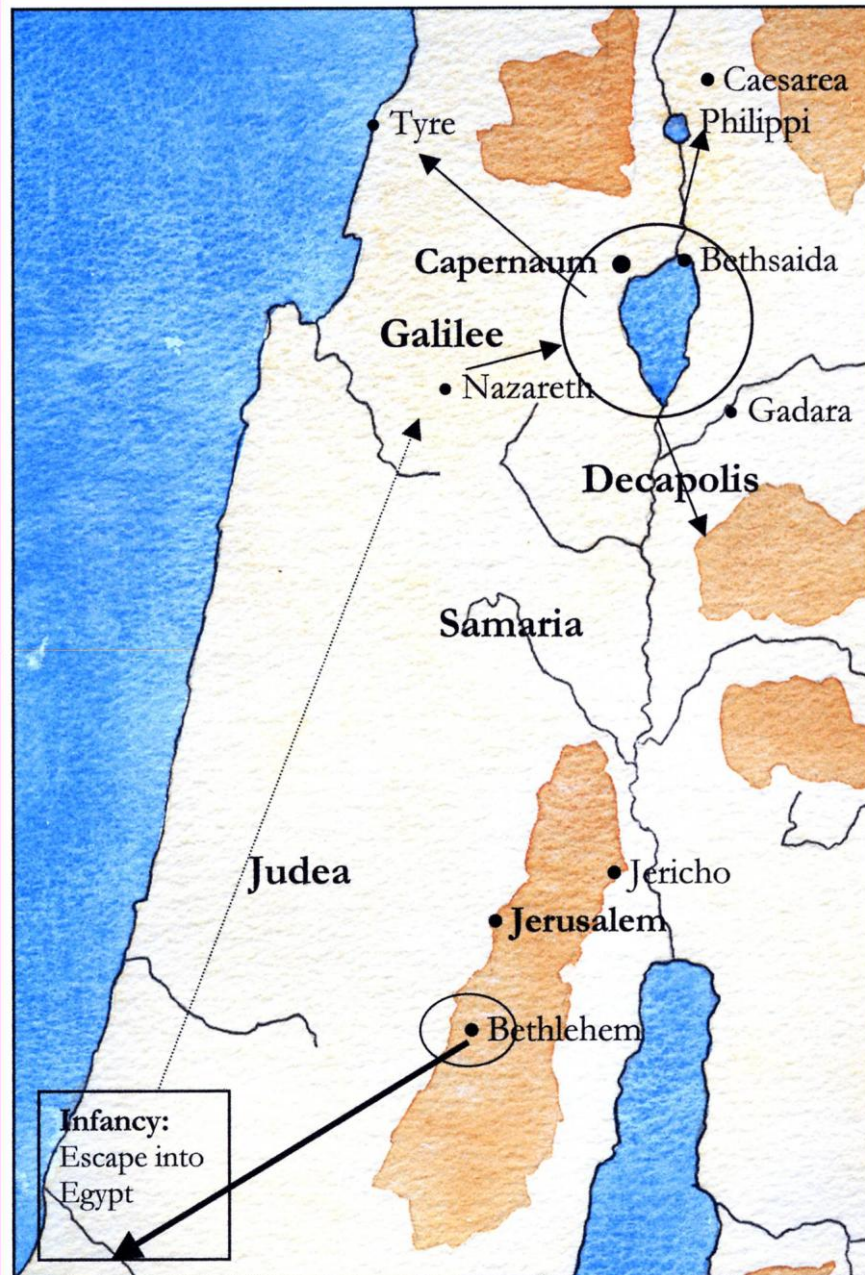 Caesarea
Philippi
Tyre
Capernaum
Bethsaida
Galilee
Nazareth
Gadara
Decapolis
Samaria
Judea
Jericho
Jerusalem
Bethlehem
Infancy:
Escape into
Egypt